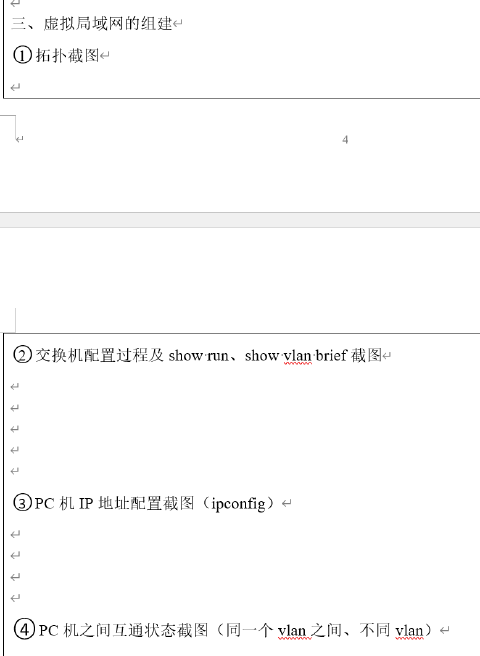 三、虚拟局域网的组建
①拓扑截图
4
②交换机配置过程及 show run、show vlan brief 截图
③PC 机 IP 地址配置截图（ipconfig）
④PC 机之间互通状态截图（同一个 vlan 之间、不同 vlan）